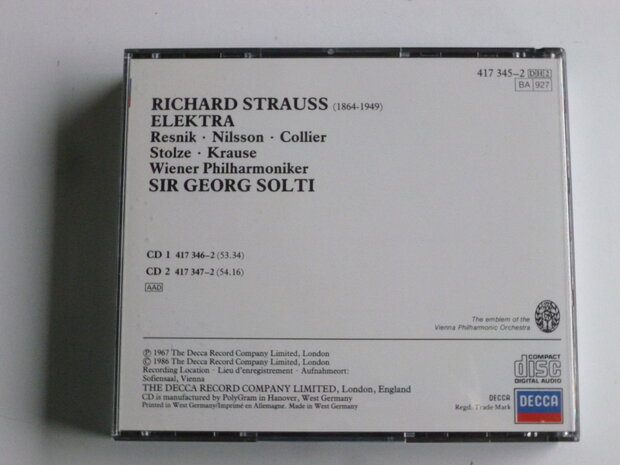 417 345-2 DH2
BA 927
RICHARD STRAUSS (1864-1949)
ELEKTRA
Resnik · Nilsson · Collier
Stolze · Krause
Wiener Philharmoniker
SIR GEORG SOLTI
CD 1 417 346-2 (53.34)
CD 2 417 347-2 (54.16)
AAD
The emblem of the
Vienna Philharmonic Orchestra
℗ 1967 The Decca Record Company Limited, London
© 1986 The Decca Record Company Limited, London
Recording Location · Lieu d'enregistrement · Aufnahmeort:
Sofiensaal, Vienna
THE DECCA RECORD COMPANY LIMITED, London, England
CD is manufactured by PolyGram in Hanover, West Germany
Printed in West Germany/Imprimé en Allemagne. Made in West Germany
COMPACT
disc
DIGITAL AUDIO
DECCA
Regd. Trade Mark
DECCA